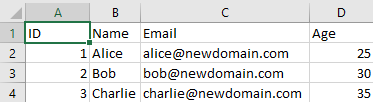 A B C D
1 ID Name Email Age
2 1 Alice alice@newdomain.com 25
3 2 Bob bob@newdomain.com 30
4 3 Charlie charlie@newdomain.com 35